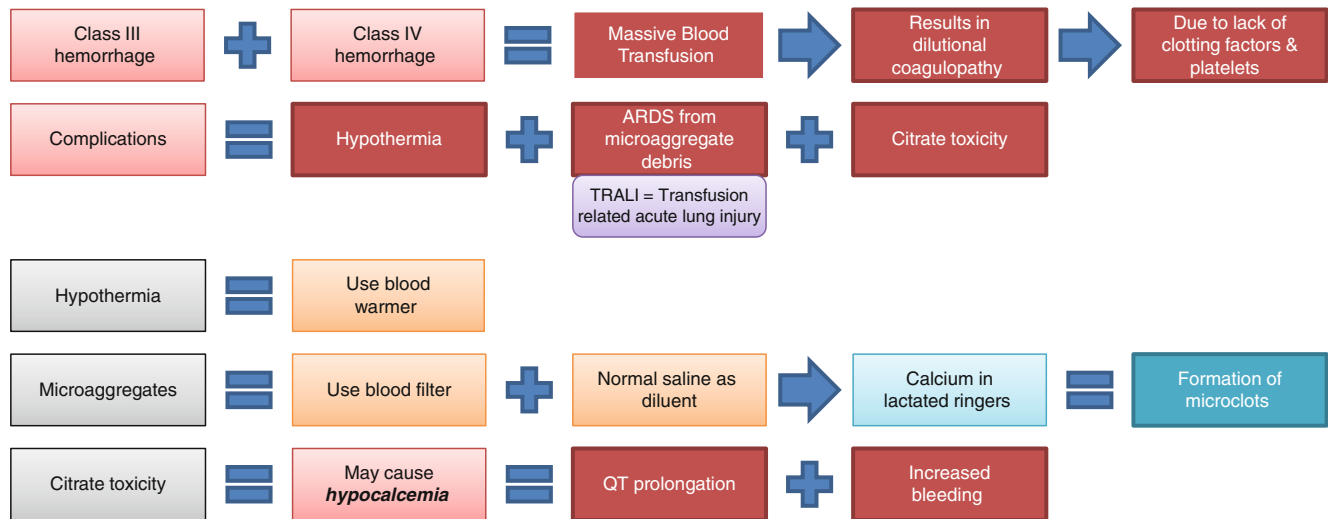 Class III
hemorrhage
Class IV
hemorrhage
Massive Blood
Transfusion
Results in
dilutional
coagulopathy
Due to lack of
clotting factors &
platelets
Complications
Hypothermia
ARDS from
microaggregate
debris
Citrate toxicity
TRALI = Transfusion
related acute lung injury
Hypothermia
Use blood
warmer
Microaggregates
Use blood filter
Normal saline as
diluent
Calcium in
lactated ringers
Formation of
microclots
Citrate toxicity
May cause
hypocalcemia
QT prolongation
Increased
bleeding